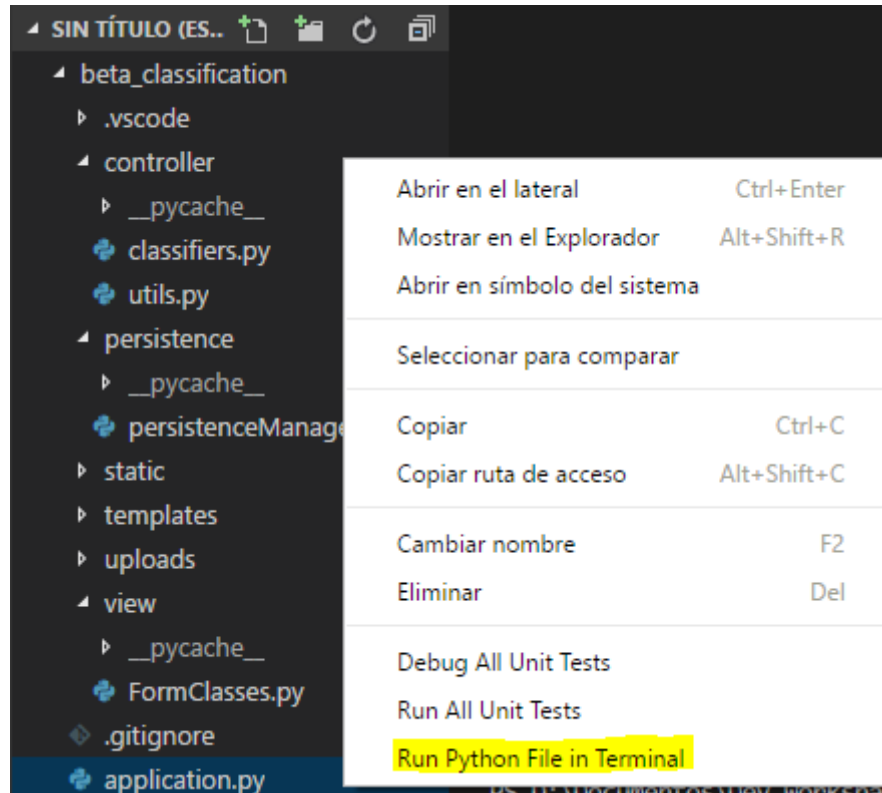 SIN TÍTULO (ES..
beta_classification
.vscode
controller
__pycache__
classifiers.py
utils.py
persistence
__pycache__
persistenceManage
static
templates
uploads
view
__pycache__
FormClasses.py
.gitignore
application.py
Abrir en el lateral Ctrl+Enter
Mostrar en el Explorador Alt+Shift+R
Abrir en símbolo del sistema
Seleccionar para comparar
Copiar Ctrl+C
Copiar ruta de acceso Alt+Shift+C
Cambiar nombre F2
Eliminar Del
Debug All Unit Tests
Run All Unit Tests
Run Python File in Terminal